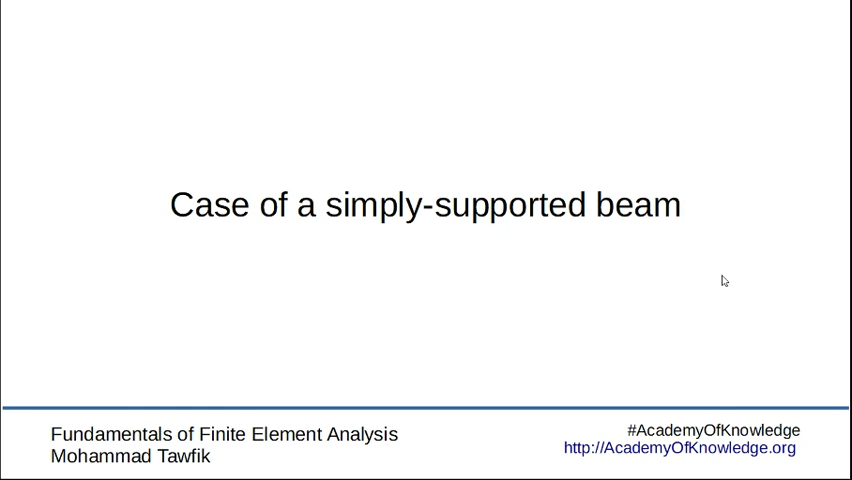 Case of a simply-supported beam
Fundamentals of Finite Element Analysis
Mohammad Tawfik
#AcademyOfKnowledge
http://AcademyOfKnowledge.org